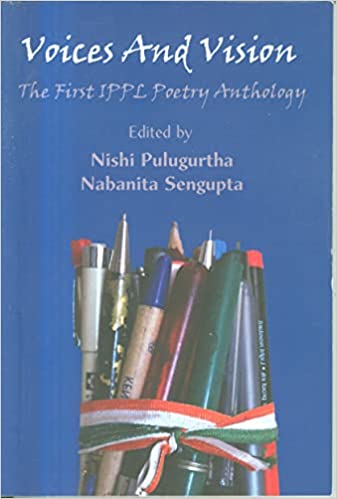 Voices And Vision
The First IPPL Poetry Anthology
Edited by
Nishi Pulugurtha
Nabanita Sengupta